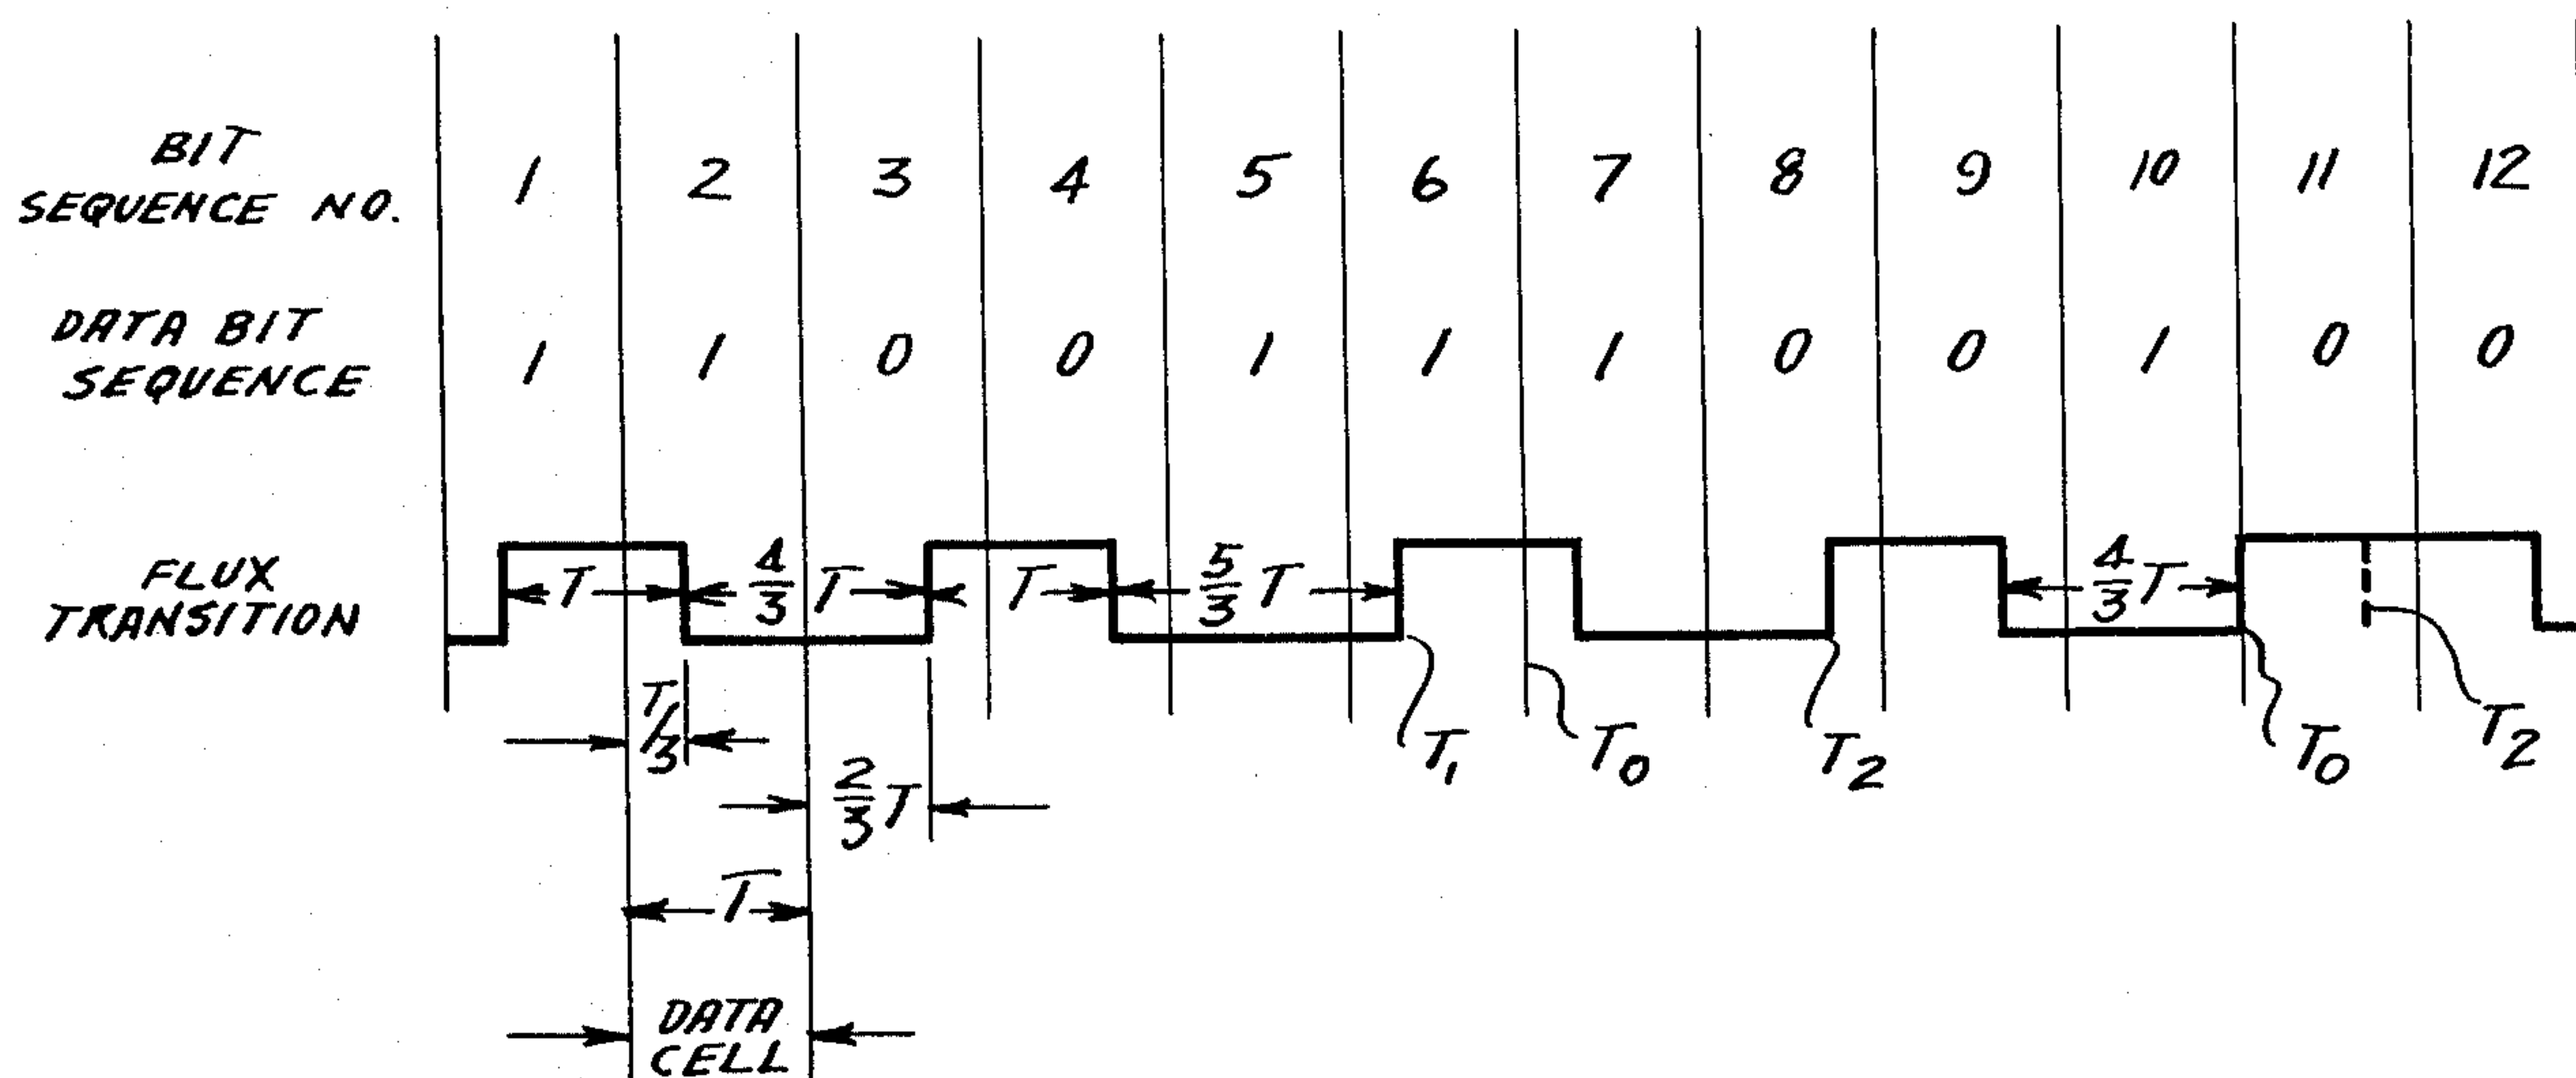 BIT
SEQUENCE NO.
1 2 3 4 5 6 7 8 9 10 11 12
DATA BIT
SEQUENCE
1 1 0 0 1 1 1 0 0 1 0 0
FLUX
TRANSITION
T 4/3 T T 5/3 T 4/3 T
T/3
2/3 T
T1 T0 T2 T0 T2
T
DATA
CELL